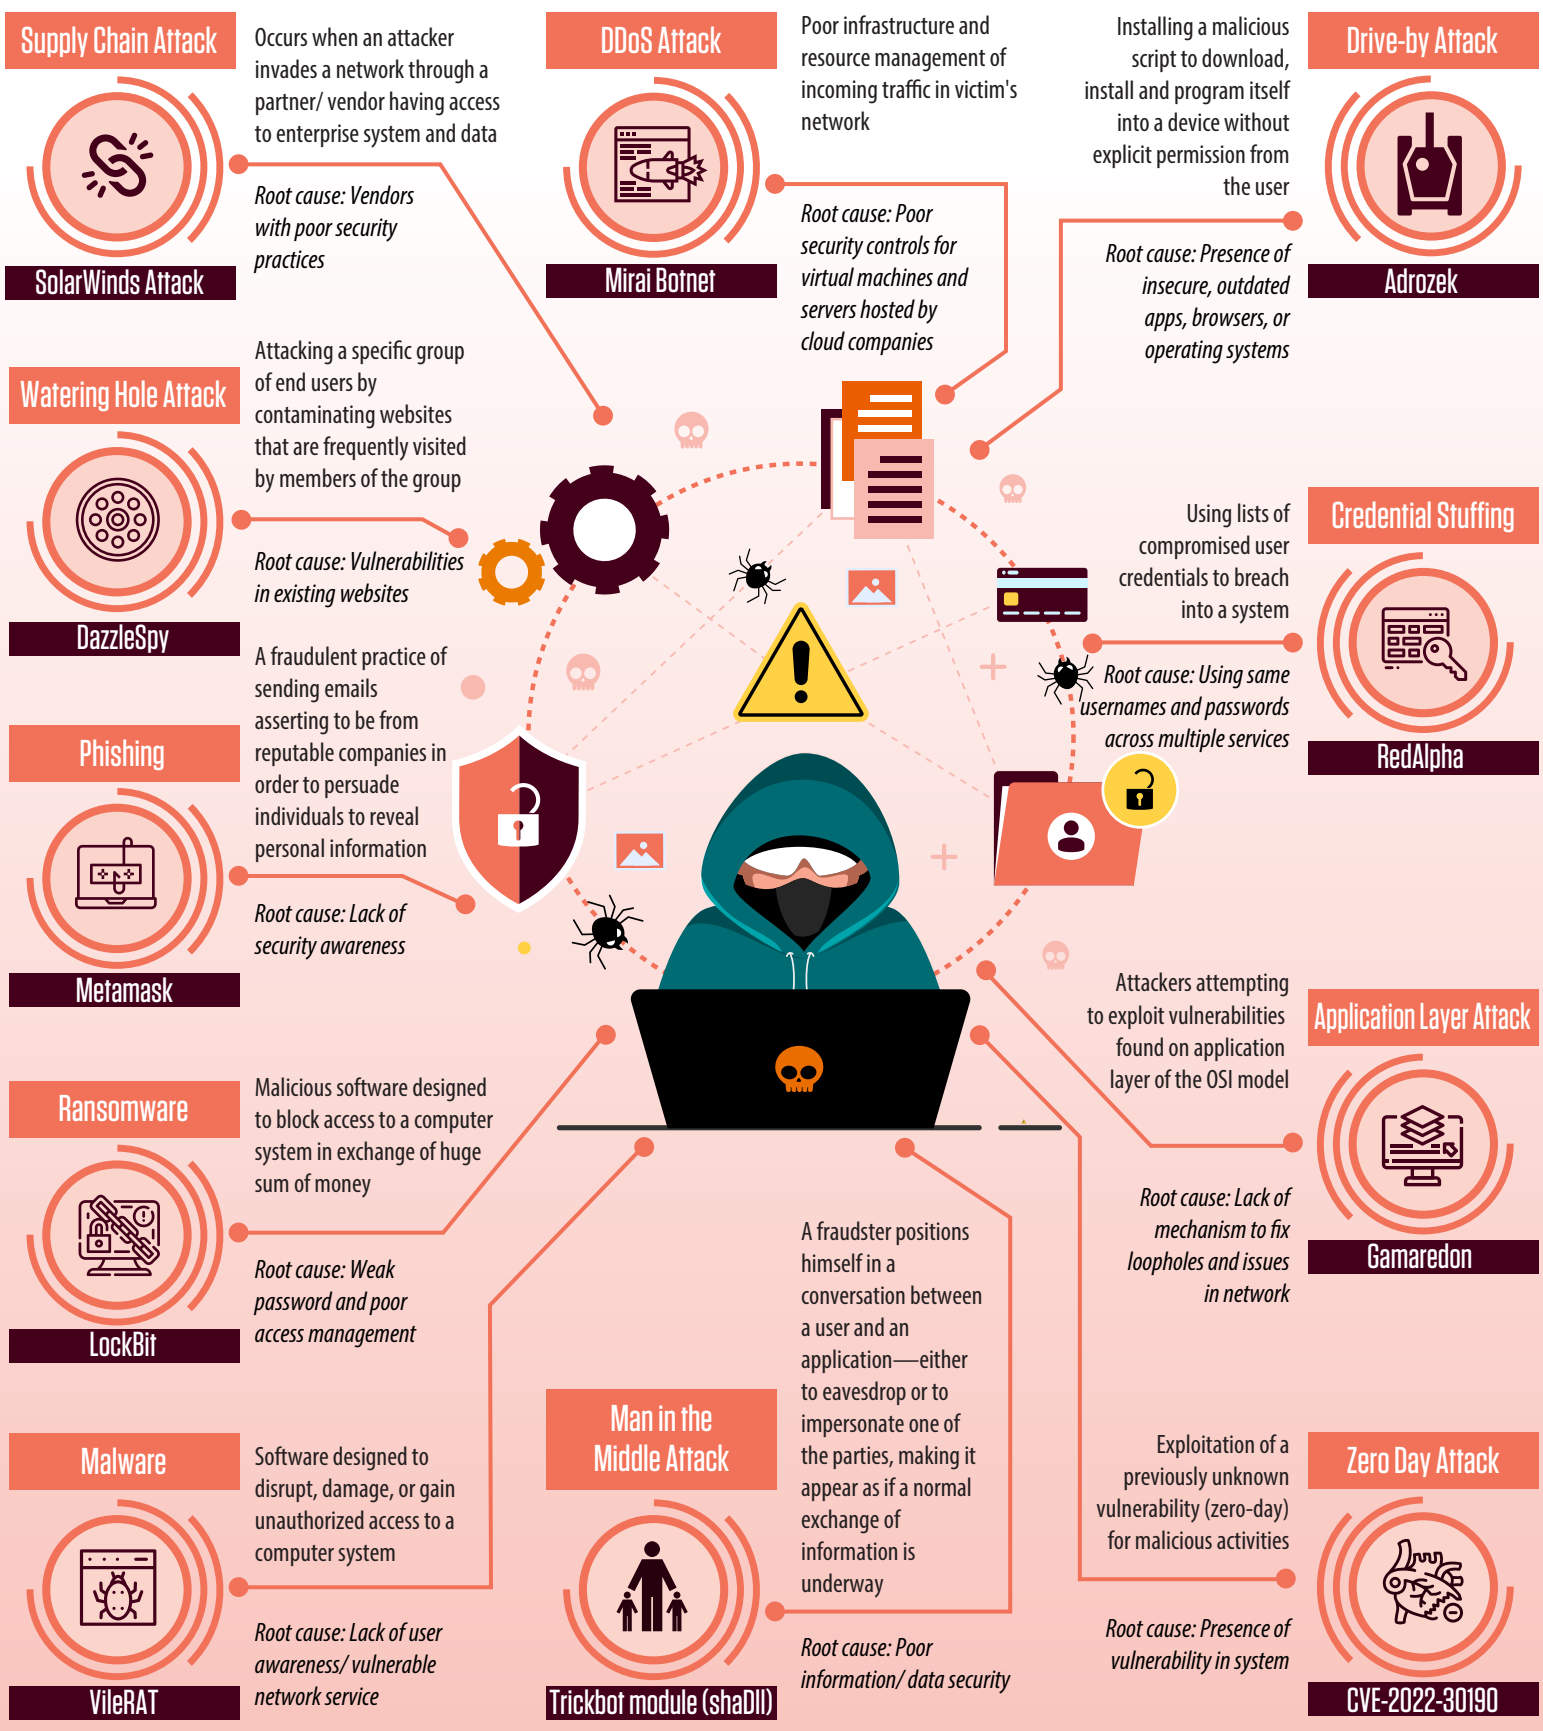 Supply Chain Attack
Occurs when an attacker
invades a network through a
partner/ vendor having access
to enterprise system and data
Root cause: Vendors
with poor security
practices
SolarWinds Attack
DDoS Attack
Poor infrastructure and
resource management of
incoming traffic in victim's
network
Root cause: Poor
security controls for
virtual machines and
servers hosted by
cloud companies
Mirai Botnet
Installing a malicious
script to download,
install and program itself
into a device without
explicit permission from
the user
Root cause: Presence of
insecure, outdated
apps, browsers, or
operating systems
Drive-by Attack
Adrozek
Watering Hole Attack
Attacking a specific group
of end users by
contaminating websites
that are frequently visited
by members of the group
Root cause: Vulnerabilities
in existing websites
DazzleSpy
Using lists of
compromised user
credentials to breach
into a system
Root cause: Using same
usernames and passwords
across multiple services
Credential Stuffing
RedAlpha
Phishing
A fraudulent practice of
sending emails
asserting to be from
reputable companies in
order to persuade
individuals to reveal
personal information
Root cause: Lack of
security awareness
Metamask
Attackers attempting
to exploit vulnerabilities
found on application
layer of the OSI model
Root cause: Lack of
mechanism to fix
loopholes and issues
in network
Application Layer Attack
Gamaredon
Ransomware
Malicious software designed
to block access to a computer
system in exchange of huge
sum of money
Root cause: Weak
password and poor
access management
LockBit
Malware
Software designed to
disrupt, damage, or gain
unauthorized access to a
computer system
Root cause: Lack of user
awareness/ vulnerable
network service
VileRAT
Man in the
Middle Attack
A fraudster positions
himself in a
conversation between
a user and an
application—either
to eavesdrop or to
impersonate one of
the parties, making it
appear as if a normal
exchange of
information is
underway
Root cause: Poor
information/ data security
Trickbot module (shaDll)
Exploitation of a
previously unknown
vulnerability (zero-day)
for malicious activities
Root cause: Presence of
vulnerability in system
Zero Day Attack
CVE-2022-30190